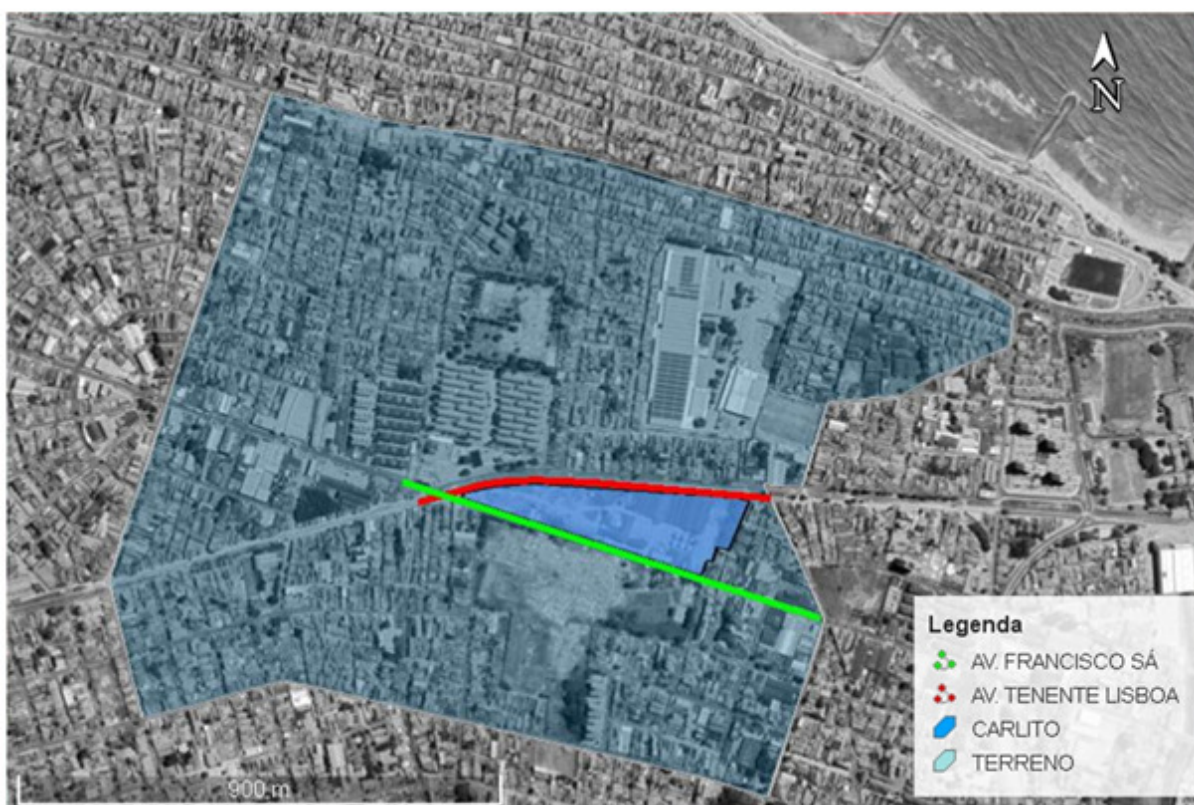 N
Legenda
AV. FRANCISCO SÁ
AV. TENENTE LISBOA
CARLITO
TERRENO
900 m